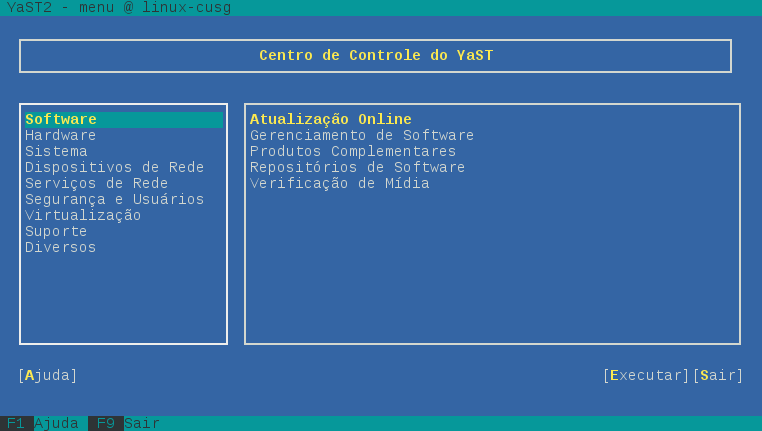 YaST2 - menu @ linux-cusg
Centro de Controle do YaST
Software
Hardware
Sistema
Dispositivos de Rede
Serviços de Rede
Segurança e Usuários
Virtualização
Suporte
Diversos
Atualização Online
Gerenciamento de Software
Produtos Complementares
Repositórios de Software
Verificação de Mídia
[Ajuda]
[Executar][Sair]
F1 Ajuda F9 Sair